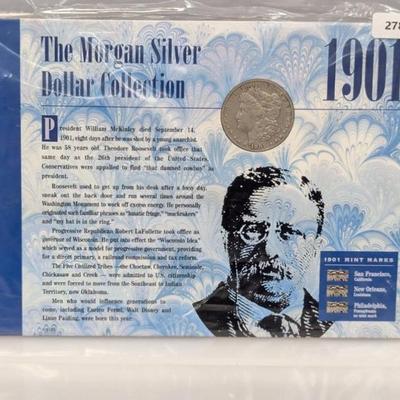 The Morgan Silver
Dollar Collection
1901
278
President William McKinley died September 14,
1901, eight days after he was shot by a young anarchist.
He was 58 years old. Theodore Roosevelt took office that
same day as the 26th president of the United States.
Conservatives were appalled to find "that damned cowboy" as
president.
Roosevelt used to get up from his desk after a fussy day,
sneak out the back door and run several times around the
Washington Monument to work off excess energy. He personally
originated such familiar phrases as "lunatic fringe," "muckrakers"
and "my hat is in the ring."
Progressive Republican Robert LaFollette took office as
governor of Wisconsin. He put into effect the "Wisconsin Idea"
which served as a model for progressive government, providing
for a direct primary, a railroad commission and tax reform.
The Five Civilized Tribes —the Choctaw, Cherokee, Seminole,
Chickasaw and Creek — were admitted to U.S. citizenship
and were forced to move from the Southeast to Indian
Territory, now Oklahoma.
Men who would influence generations to
come, including Enrico Fermi, Walt Disney and
Linus Pauling, were born this year.
1901 MINT MARKS
San Francisco,
California
New Orleans,
Louisiana
Philadelphia,
Pennsylvania
no mint mark